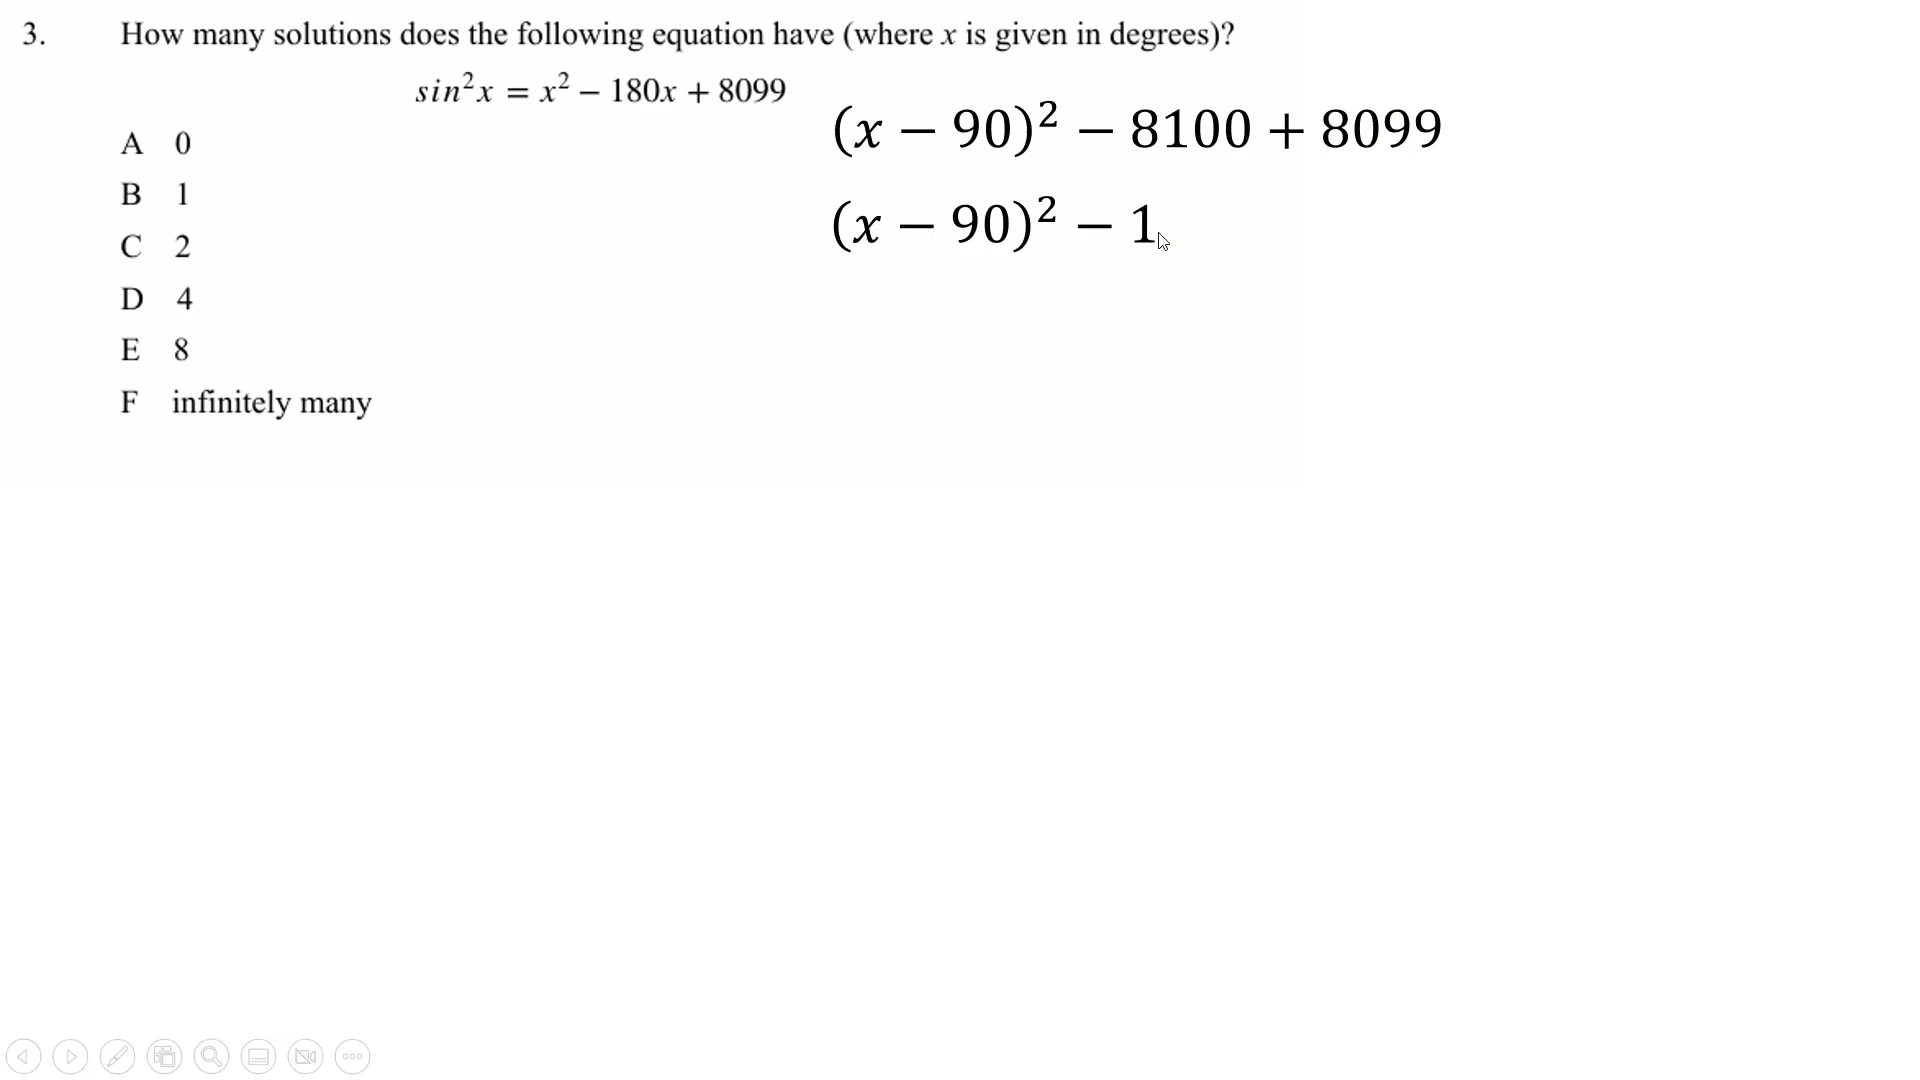 3. How many solutions does the following equation have (where x is given in degrees)?
sin²x = x² − 180x + 8099
(x − 90)² − 8100 + 8099
A 0
B 1
(x − 90)² − 1
C 2
D 4
E 8
F infinitely many